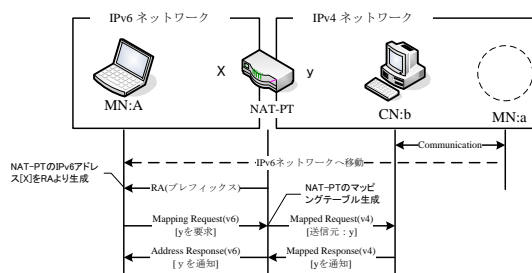 IPv6 ネットワーク
IPv4 ネットワーク
X
y
MN:A
NAT-PT
CN:b
MN:a
Communication
IPv6ネットワークへ移動
NAT-PTのIPv6アドレ
ス[X]をRAより生成
RA(プレフィックス)
NAT-PTのマッピ
ングテーブル生成
Mapping Request(v6)
[yを要求]
Mapped Request(v4)
[送信元：y]
Address Response(v6)
[ y を通知]
Mapped Response(v4)
[yを通知]